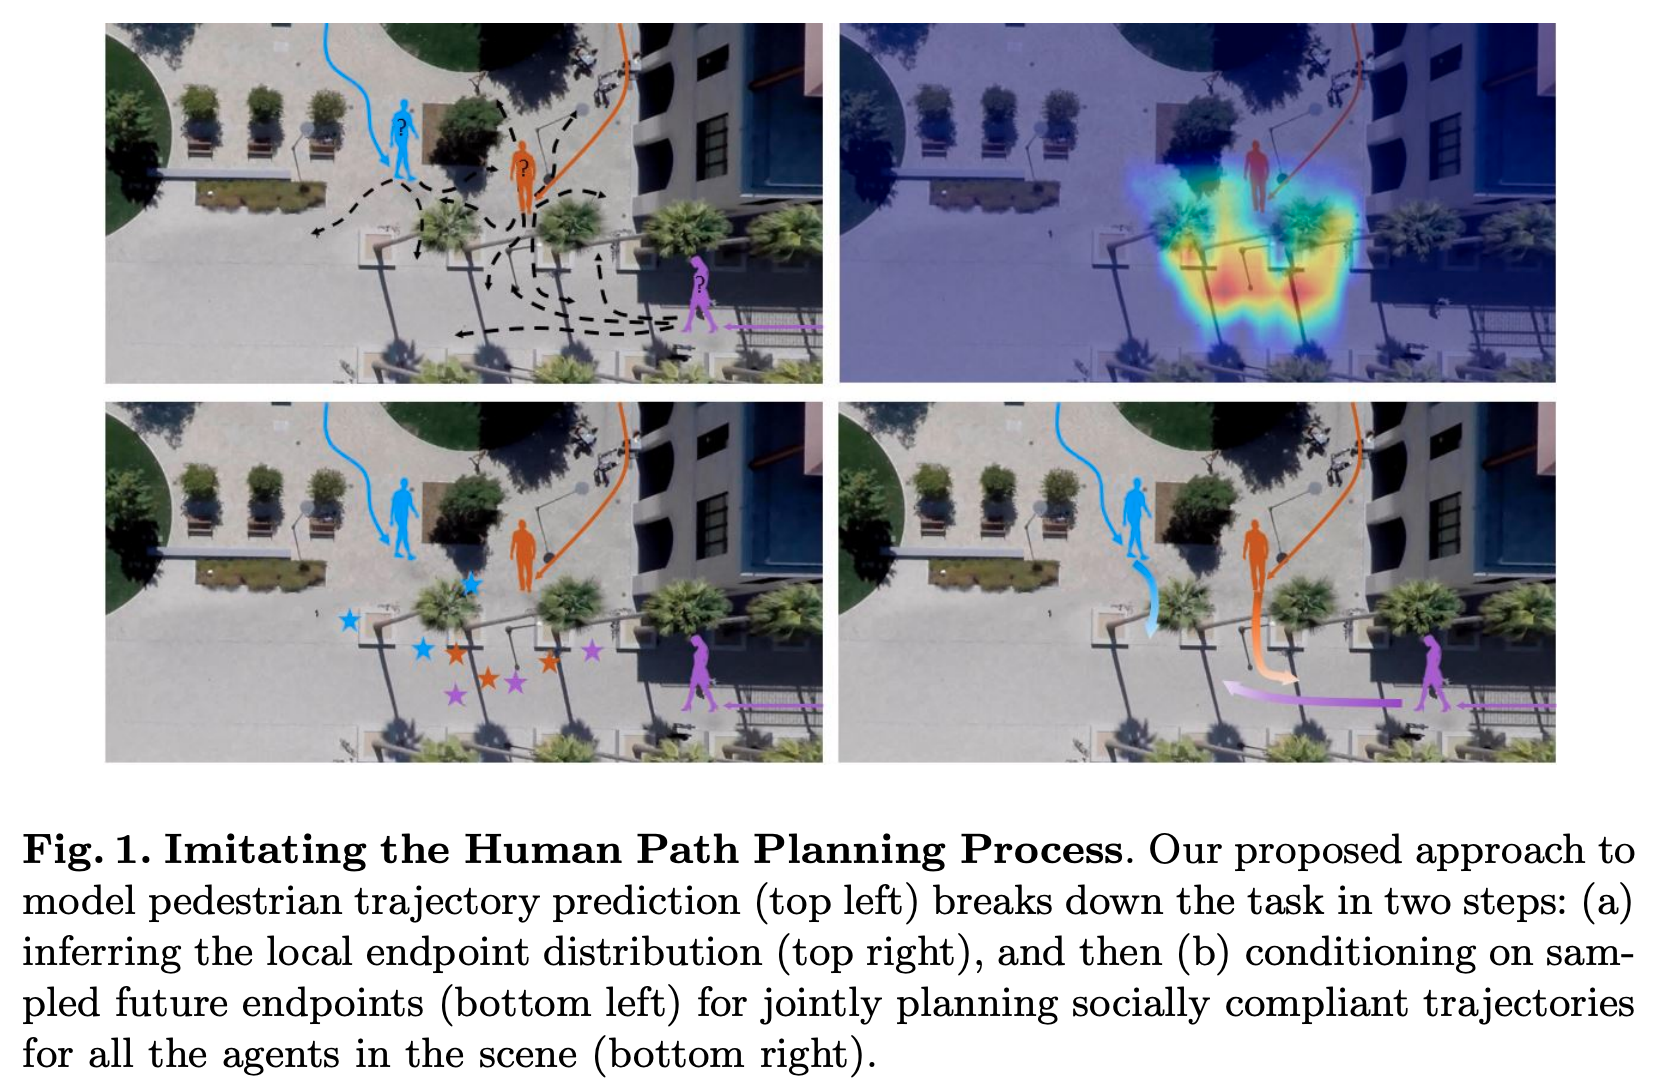 ?
?
?
Fig. 1. Imitating the Human Path Planning Process. Our proposed approach to
model pedestrian trajectory prediction (top left) breaks down the task in two steps: (a)
inferring the local endpoint distribution (top right), and then (b) conditioning on sam-
pled future endpoints (bottom left) for jointly planning socially compliant trajectories
for all the agents in the scene (bottom right).